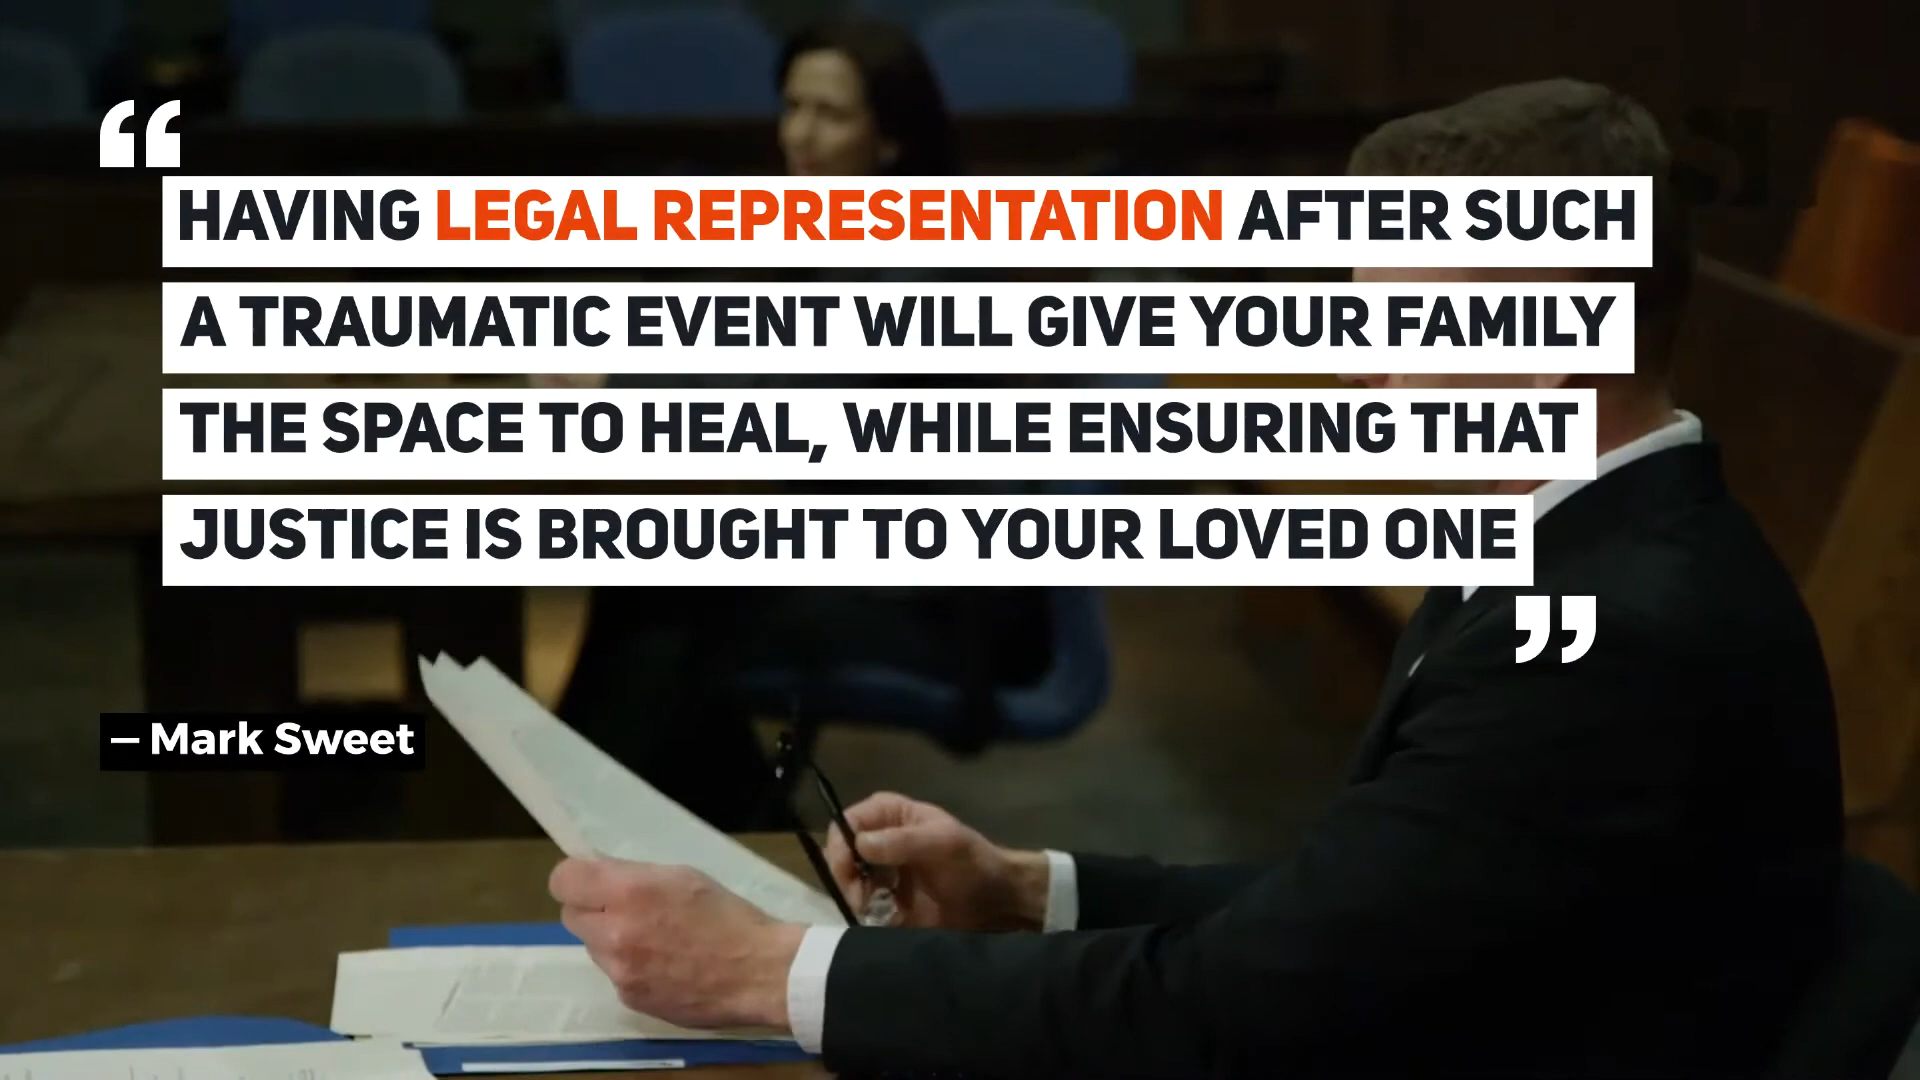 “
HAVING LEGAL REPRESENTATION AFTER SUCH
A TRAUMATIC EVENT WILL GIVE YOUR FAMILY
THE SPACE TO HEAL, WHILE ENSURING THAT
JUSTICE IS BROUGHT TO YOUR LOVED ONE
”
– Mark Sweet